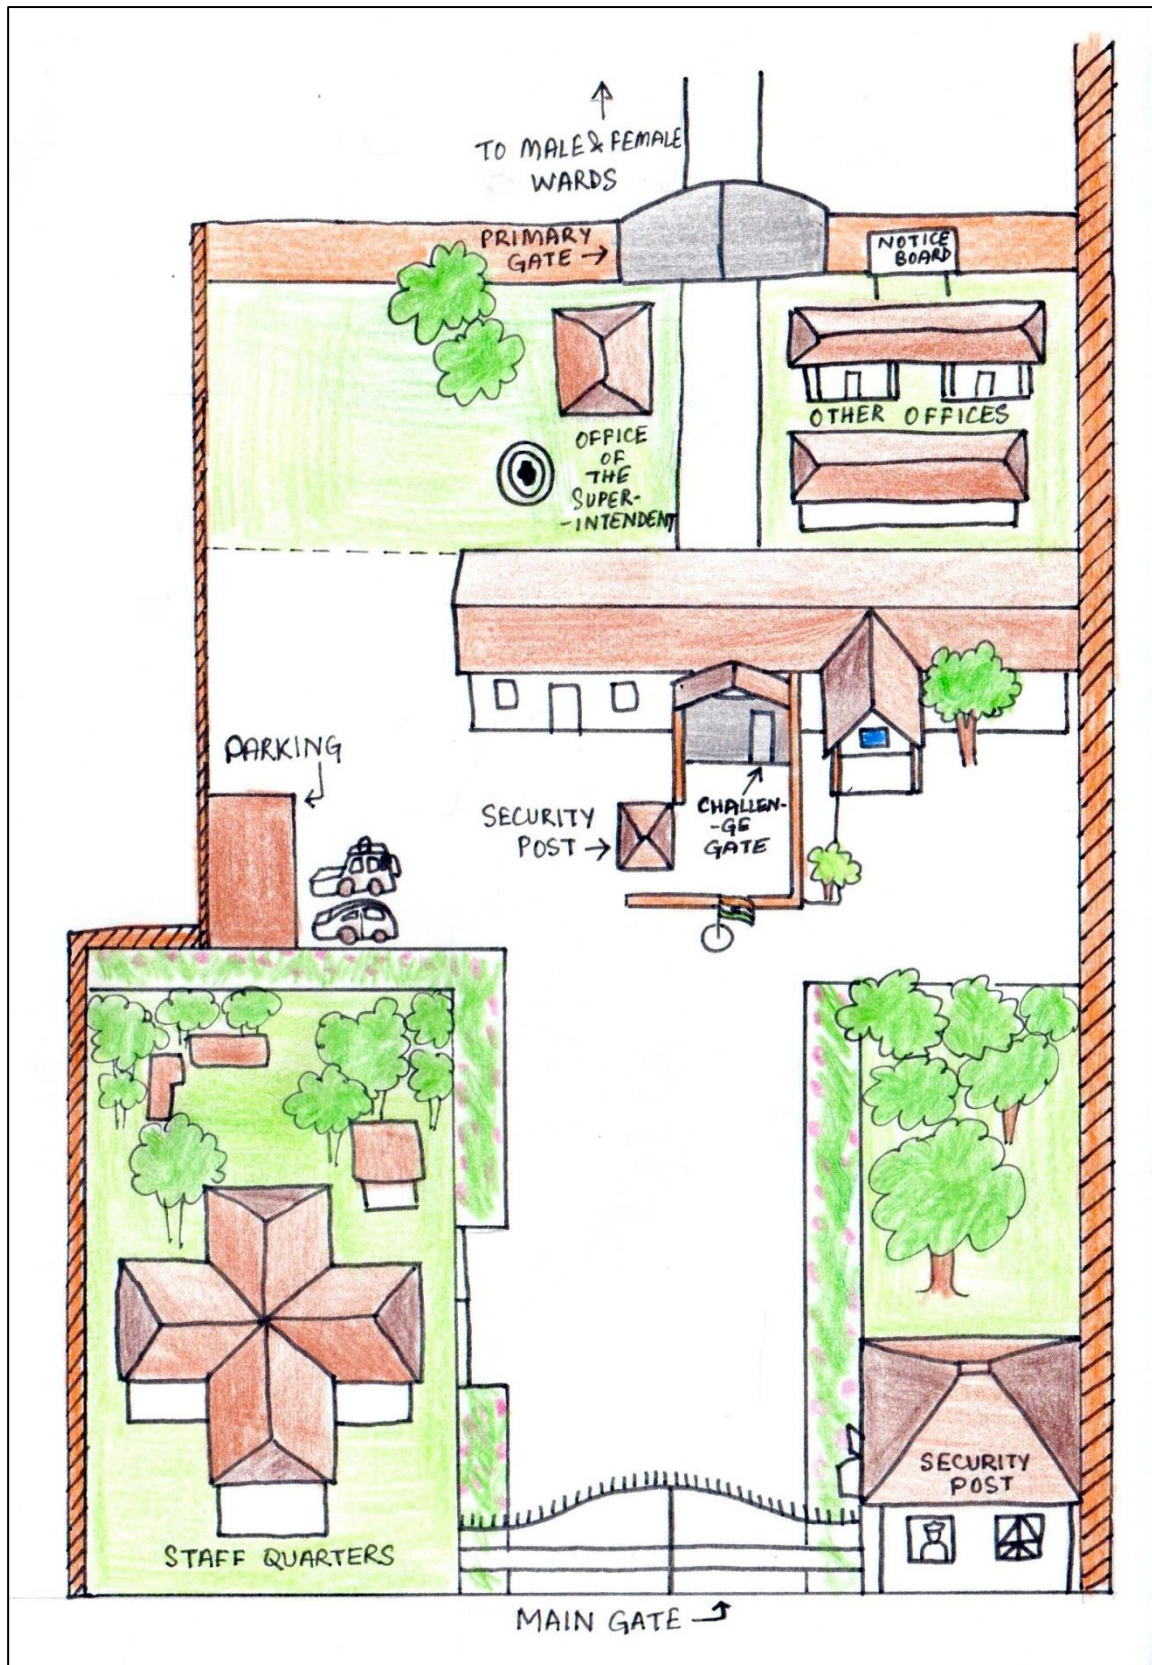 TO MALE & FEMALE
WARDS
PRIMARY
GATE →
NOTICE
BOARD
OTHER OFFICES
OFFICE
OF
THE
SUPER-
-INTENDENT
PARKING
SECURITY
POST →
CHALLEN-
-GE
GATE
SECURITY
POST
STAFF QUARTERS
MAIN GATE